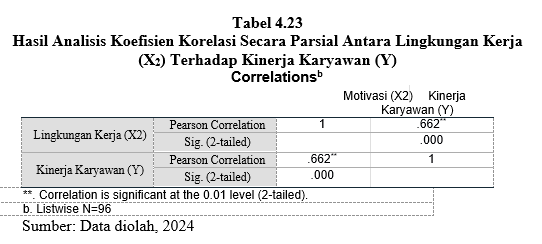 Tabel 4.23
Hasil Analisis Koefisien Korelasi Secara Parsial Antara Lingkungan Kerja
(X₂) Terhadap Kinerja Karyawan (Y)
Correlationsᵇ
Motivasi (X2) Kinerja
Karyawan (Y)
Lingkungan Kerja (X2) Pearson Correlation 1 .662**
Sig. (2-tailed) .000
Kinerja Karyawan (Y) Pearson Correlation .662** 1
Sig. (2-tailed) .000
**. Correlation is significant at the 0.01 level (2-tailed).
b. Listwise N=96
Sumber: Data diolah, 2024